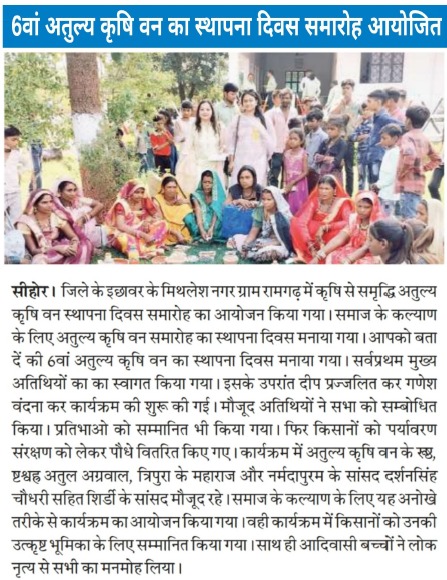 6वां अतुल्य कृषि वन का स्थापना दिवस समारोह आयोजित
सीहोर। जिले के इछावर के मिथलेश नगर ग्राम रामगढ़ में कृषि से समृद्धि अतुल्य
कृषि वन स्थापना दिवस समारोह का आयोजन किया गया। समाज के कल्याण
के लिए अतुल्य कृषि वन समारोह का स्थापना दिवस मनाया गया। आपको बता
दें की 6वां अतुल्य कृषि वन का स्थापना दिवस मनाया गया। सर्वप्रथम मुख्य
अतिथियों का का स्वागत किया गया। इसके उपरांत दीप प्रज्जलित कर गणेश
वंदना कर कार्यक्रम की शुरू की गई। मौजूद अतिथियों ने सभा को सम्बोधित
किया। प्रतिभाओ को सम्मानित भी किया गया। फिर किसानों को पर्यावरण
संरक्षण को लेकर पौधे वितरित किए गए। कार्यक्रम में अतुल्य कृषि वन के
अतुल अग्रवाल, त्रिपुरा के महाराज और नर्मदापुरम के सांसद दर्शनसिंह
चौधरी सहित शिर्डी के सांसद मौजूद रहे। समाज के कल्याण के लिए यह अनोखे
तरीके से कार्यक्रम का आयोजन किया गया। वही कार्यक्रम में किसानों को उनकी
उत्कृष्ट भूमिका के लिए सम्मानित किया गया। साथ ही आदिवासी बच्चों ने लोक
नृत्य से सभी का मनमोह लिया।